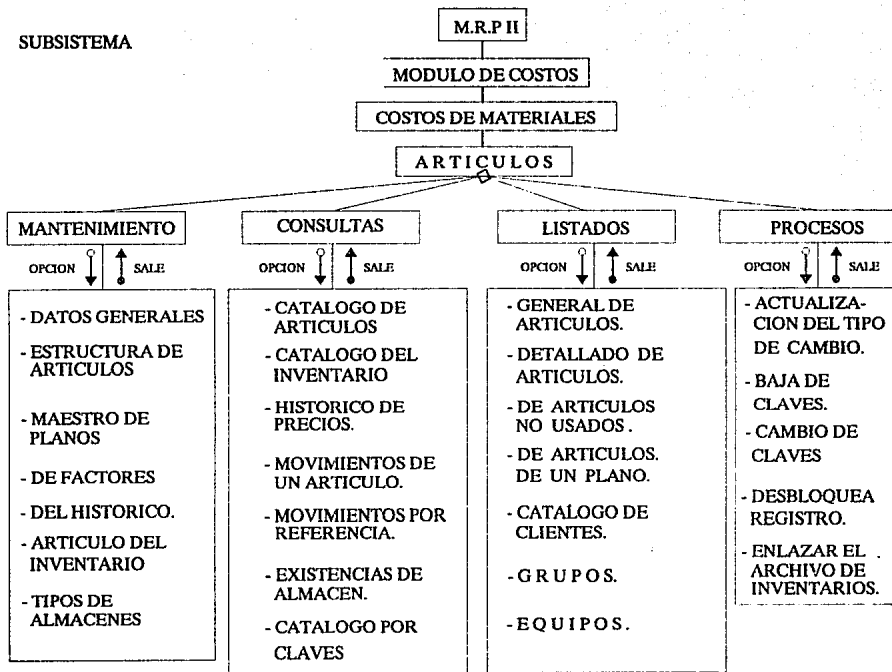 SUBSISTEMA
M.R.P II
MODULO DE COSTOS
COSTOS DE MATERIALES
ARTICULOS
MANTENIMIENTO
OPCION SALE
- DATOS GENERALES
- ESTRUCTURA DE
ARTICULOS
- MAESTRO DE
PLANOS
- DE FACTORES
- DEL HISTORICO.
- ARTICULO DEL
INVENTARIO
- TIPOS DE
ALMACENES
CONSULTAS
OPCION SALE
- CATALOGO DE
ARTICULOS
- CATALOGO DEL
INVENTARIO
- HISTORICO DE
PRECIOS.
- MOVIMIENTOS DE
UN ARTICULO.
- MOVIMIENTOS POR
REFERENCIA.
- EXISTENCIAS DE
ALMACEN.
- CATALOGO POR
CLAVES
LISTADOS
OPCION SALE
- GENERAL DE
ARTICULOS.
- DETALLADO DE
ARTICULOS.
- DE ARTICULOS
NO USADOS.
- DE ARTICULOS.
DE UN PLANO.
- CATALOGO DE
CLIENTES.
- GRUPOS.
- EQUIPOS.
PROCESOS
OPCION SALE
- ACTUALIZA-
CION DEL TIPO
DE CAMBIO.
- BAJA DE
CLAVES.
- CAMBIO DE
CLAVES
- DESBLOQUEA
REGISTRO.
- ENLAZAR EL
ARCHIVO DE
INVENTARIOS.